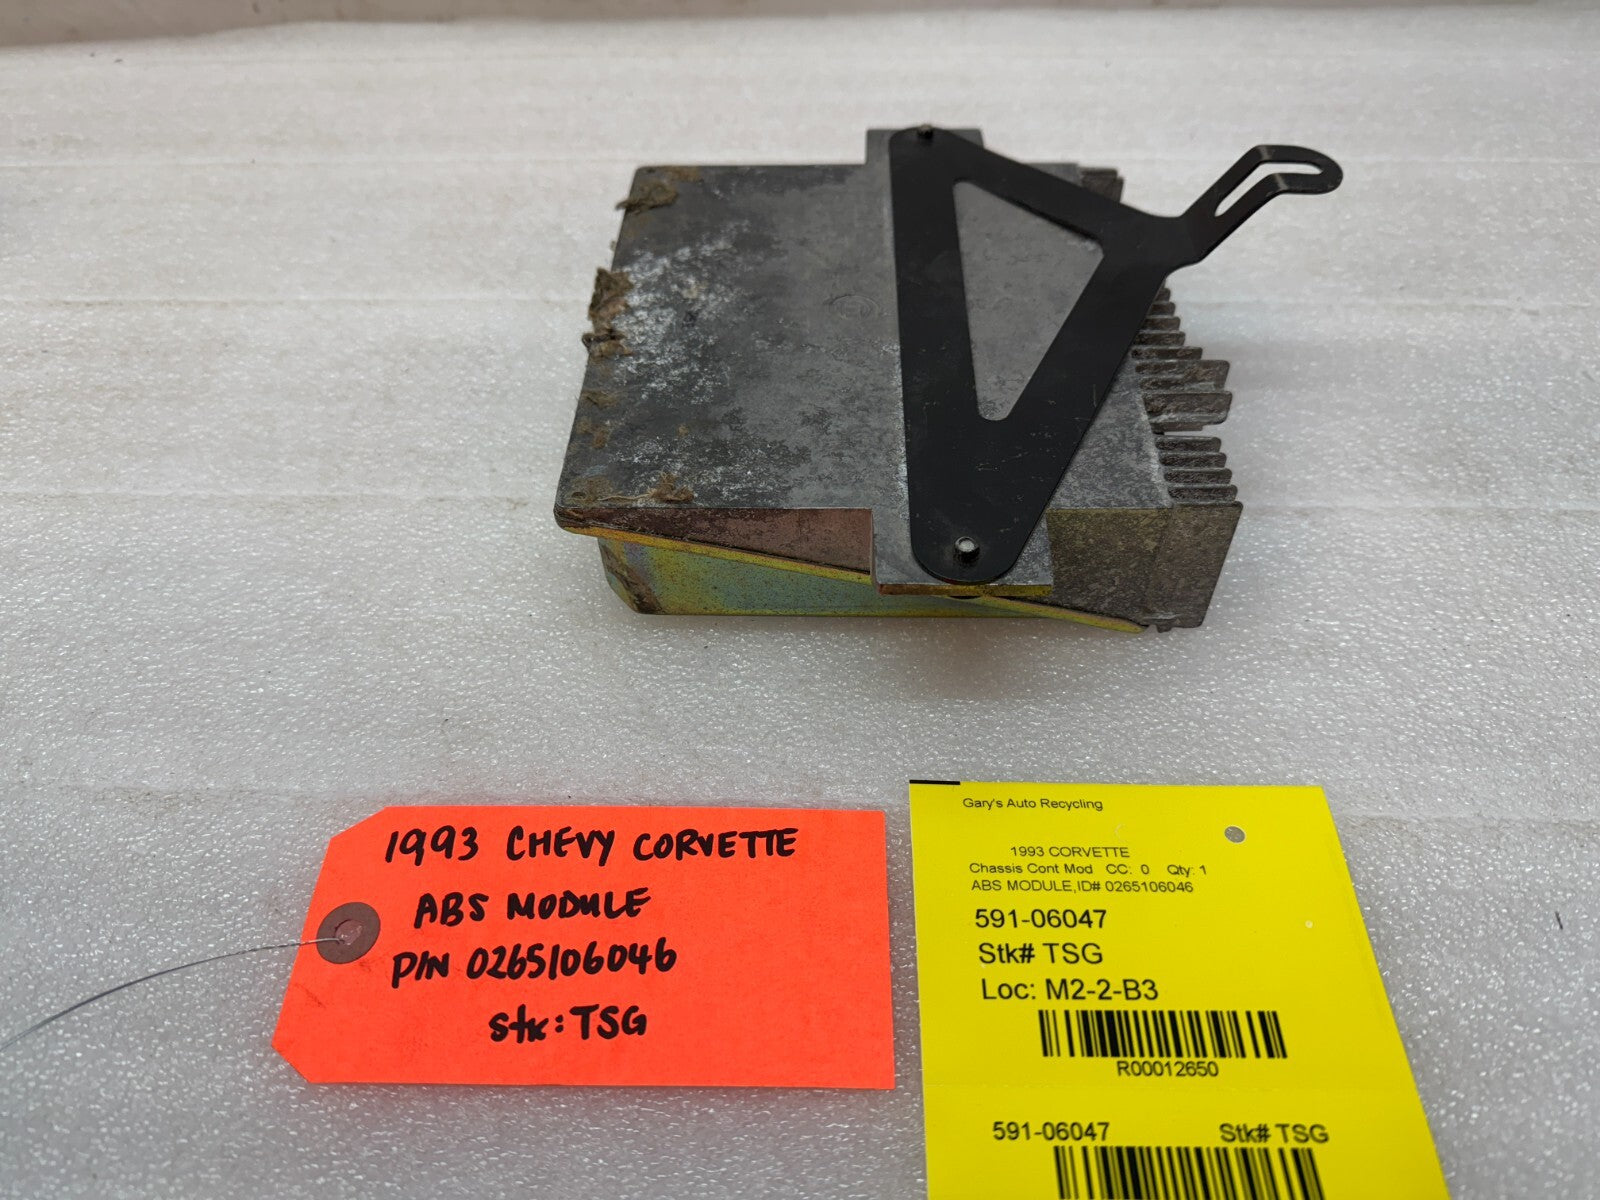 1993 CHEVY CORVETTE
ABS MODULE
P/N 0265106046
stk: TSG
Gary's Auto Recycling
1993 CORVETTE
Chassis Cont Mod CC: 0 Qty: 1
ABS MODULE,ID# 0265106046
591-06047
Stk# TSG
Loc: M2-2-B3
R00012650
591-06047 Stk# TSG